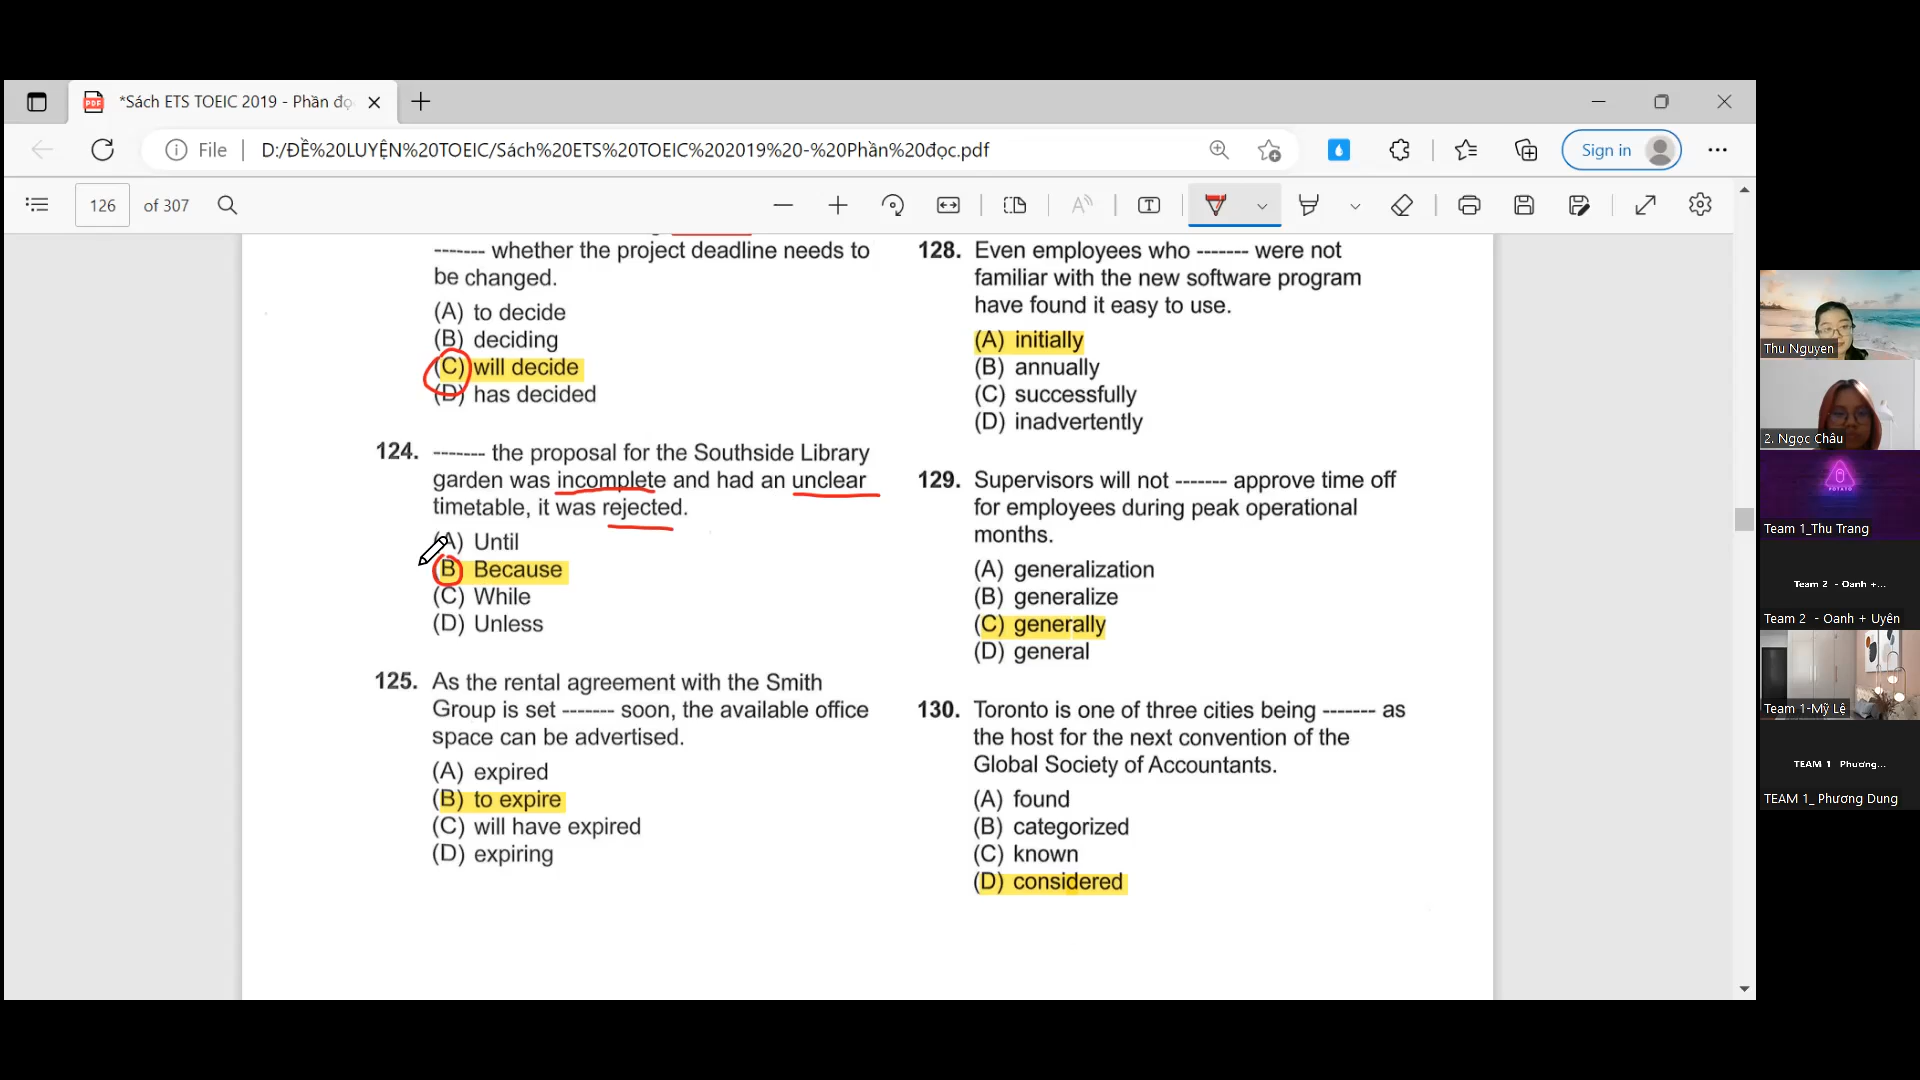 *Sách ETS TOEIC 2019 - Phần đọ
File
D:/ĐỀ%20LUYỆN%20TOEIC/Sách%20ETS%20TOEIC%202019%20-%20Phần%20đọc.pdf
Sign in
126 of 307
------- whether the project deadline needs to
be changed.
(A) to decide
(B) deciding
(C) will decide
(D) has decided
124. ------- the proposal for the Southside Library
garden was incomplete and had an unclear
timetable, it was rejected.
(A) Until
(B) Because
(C) While
(D) Unless
125. As the rental agreement with the Smith
Group is set ------- soon, the available office
space can be advertised.
(A) expired
(B) to expire
(C) will have expired
(D) expiring
128. Even employees who ------- were not
familiar with the new software program
have found it easy to use.
(A) initially
(B) annually
(C) successfully
(D) inadvertently
129. Supervisors will not ------- approve time off
for employees during peak operational
months.
(A) generalization
(B) generalize
(C) generally
(D) general
130. Toronto is one of three cities being ------- as
the host for the next convention of the
Global Society of Accountants.
(A) found
(B) categorized
(C) known
(D) considered
Thu Nguyen
2. Ngọc Châu
POTATO
Team 1_Thu Trang
Team 2 - Oanh +...
Team 2 - Oanh + Uyên
Team 1-Mỹ Lệ
TEAM 1_ Phương...
TEAM 1_ Phương Dung